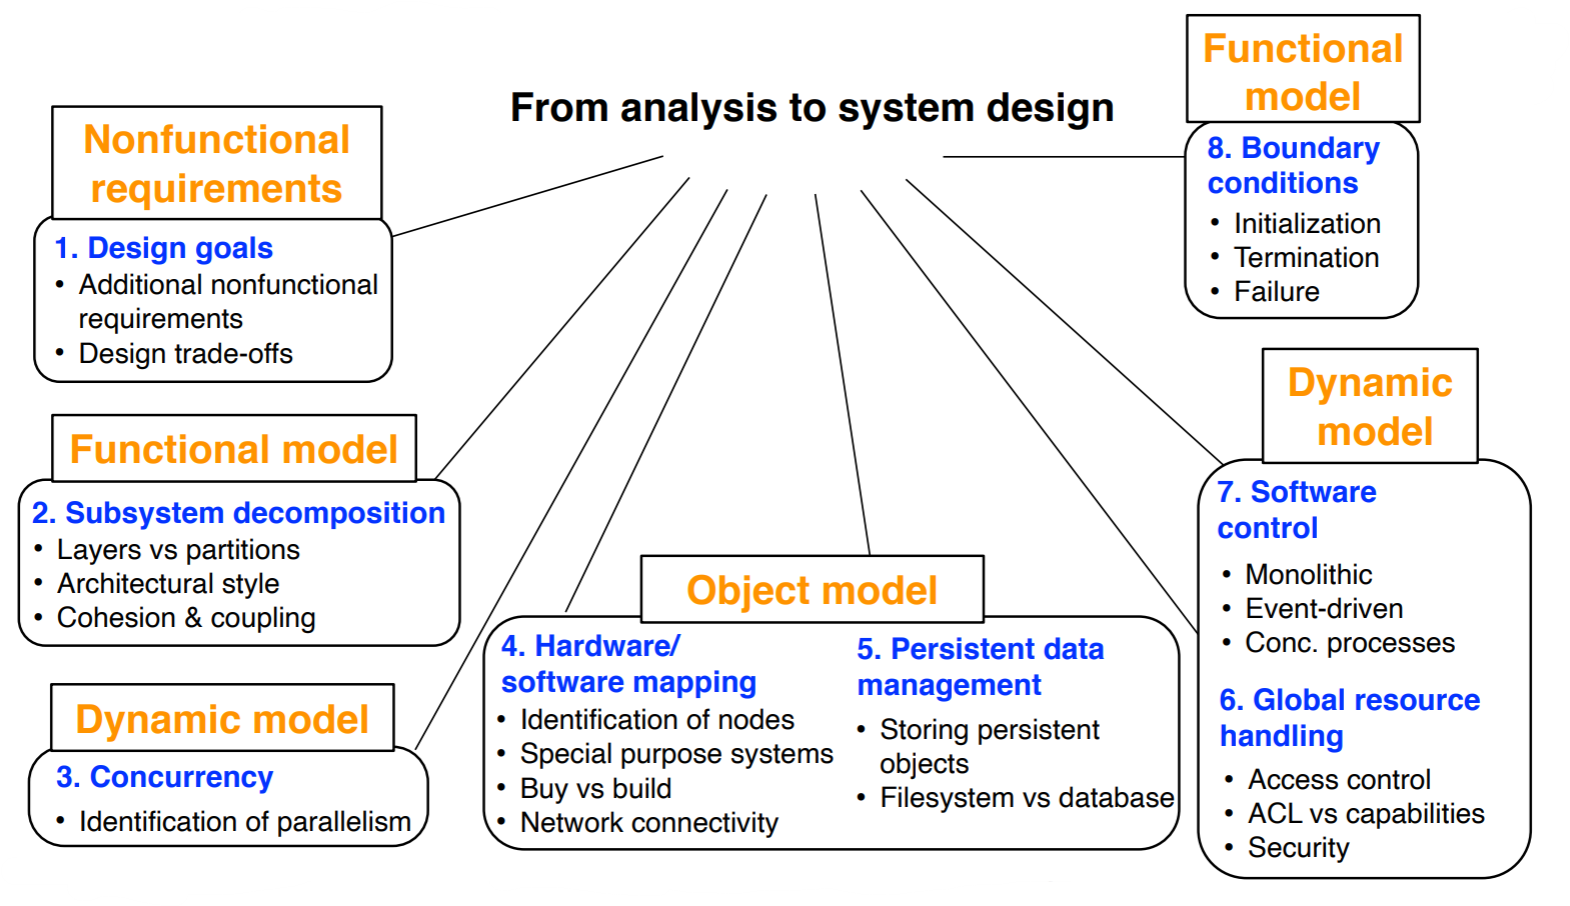 From analysis to system design
Nonfunctional
requirements
1. Design goals
• Additional nonfunctional
requirements
• Design trade-offs
Functional model
2. Subsystem decomposition
• Layers vs partitions
• Architectural style
• Cohesion & coupling
Dynamic model
3. Concurrency
• Identification of parallelism
Object model
4. Hardware/
software mapping
• Identification of nodes
• Special purpose systems
• Buy vs build
• Network connectivity
5. Persistent data
management
• Storing persistent
objects
• Filesystem vs database
Functional
model
8. Boundary
conditions
• Initialization
• Termination
• Failure
Dynamic
model
7. Software
control
• Monolithic
• Event-driven
• Conc. processes
6. Global resource
handling
• Access control
• ACL vs capabilities
• Security